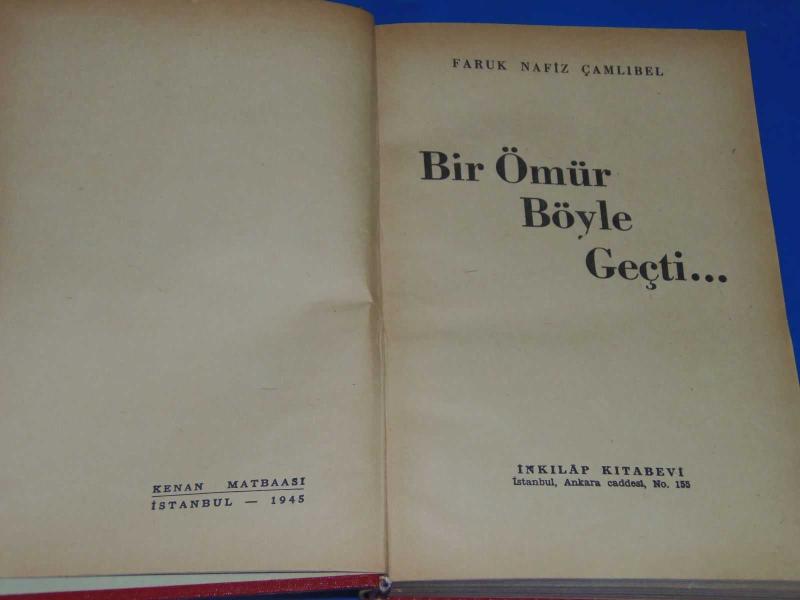 KENAN MATBAASI
İSTANBUL — 1945
FARUK NAFİZ ÇAMLIBEL
Bir Ömür
Böyle
Geçti...
İNKILÂP KITABEVİ
İstanbul, Ankara caddesi, No. 155